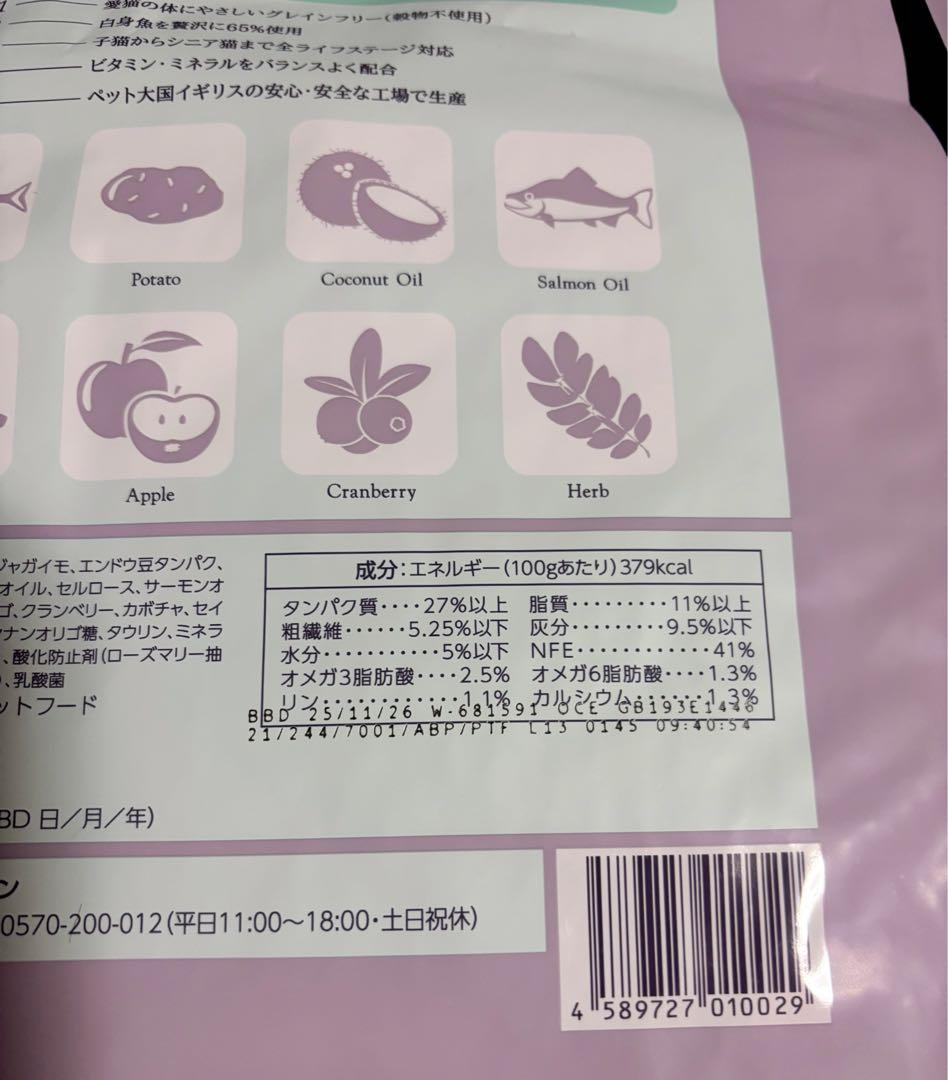 愛猫の体にやさしいグレインフリー(穀物不使用)
白身魚を贅沢に65%使用
子猫からシニア猫まで全ライフステージ対応
ビタミン・ミネラルをバランスよく配合
ペット大国イギリスの安心・安全な工場で生産
Potato
Coconut Oil
Salmon Oil
Apple
Cranberry
Herb
ジャガイモ、エンドウ豆タンパク、
オイル、セルロース、サーモンオ
ゴ、クランベリー、カボチャ、セイ
ナンオリゴ糖、タウリン、ミネラ
、酸化防止剤(ローズマリー抽
)、乳酸菌
ットフード
成分:エネルギー(100gあたり)379kcal
タンパク質····27%以上 脂質·········11%以上
粗繊維······5.25%以下 灰分·········9.5%以下
水分···········5%以下 NFE············41%
オメガ3脂肪酸····2.5% オメガ6脂肪酸····1.3%
リン············1.1% カルシウム······1.3%
BBD 25/11/26 W-681591 OCE GB193E1446
21/244/7001/ABP/PTF L13 0145 09:40:54
BD 日/月/年)
ン
0570-200-012(平日11:00〜18:00・土日祝休)
4 589727 010029